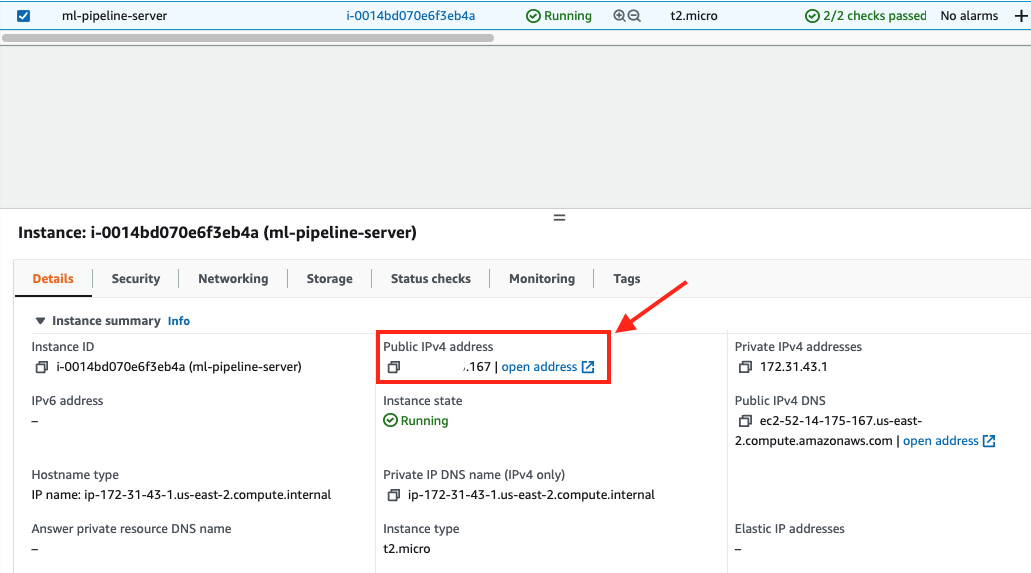 ml-pipeline-server i-0014bd070e6f3eb4a Running t2.micro 2/2 checks passed No alarms
Instance: i-0014bd070e6f3eb4a (ml-pipeline-server)
Details Security Networking Storage Status checks Monitoring Tags
Instance summary Info
Instance ID
i-0014bd070e6f3eb4a (ml-pipeline-server)
Public IPv4 address
.167 | open address
Private IPv4 addresses
172.31.43.1
IPv6 address
–
Instance state
Running
Public IPv4 DNS
ec2-52-14-175-167.us-east-
2.compute.amazonaws.com | open address
Hostname type
IP name: ip-172-31-43-1.us-east-2.compute.internal
Private IP DNS name (IPv4 only)
ip-172-31-43-1.us-east-2.compute.internal
Answer private resource DNS name
–
Instance type
t2.micro
Elastic IP addresses
–